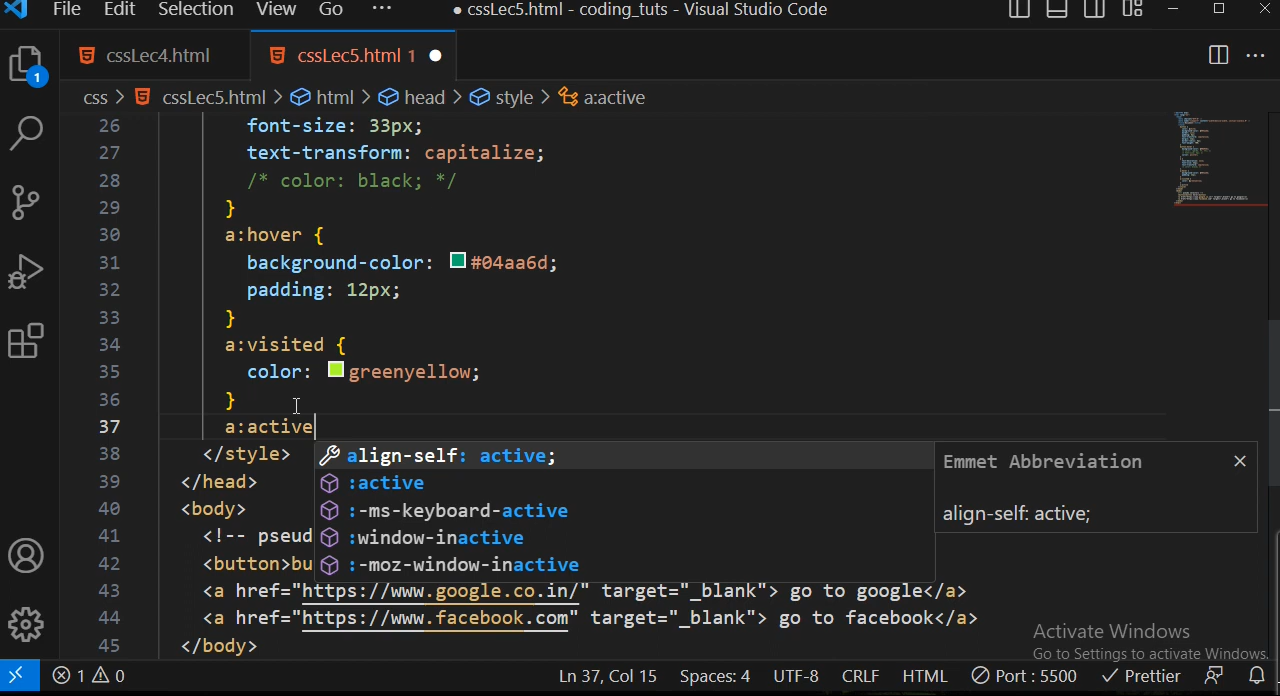 File Edit Selection View Go ··· ● cssLec5.html - coding_tuts - Visual Studio Code
cssLec4.html cssLec5.html 1 ●
css > cssLec5.html > html > head > style > a:active
26 font-size: 33px;
27 text-transform: capitalize;
28 /* color: black; */
29 }
30 a:hover {
31 background-color: #04aa6d;
32 padding: 12px;
33 }
34 a:visited {
35 color: greenyellow;
36 }
37 a:active
38 </style>
39 </head>
40 <body>
41 <!-- pseud
42 <button>bu
43 <a href="https://www.google.co.in/" target="_blank"> go to google</a>
44 <a href="https://www.facebook.com" target="_blank"> go to facebook</a>
45 </body>
align-self: active;
:active
:-ms-keyboard-active
:window-inactive
:-moz-window-inactive
Emmet Abbreviation
align-self: active;
1
Activate Windows
Go to Settings to activate Windows.
1 0 Ln 37, Col 15 Spaces: 4 UTF-8 CRLF HTML Port : 5500 Prettier